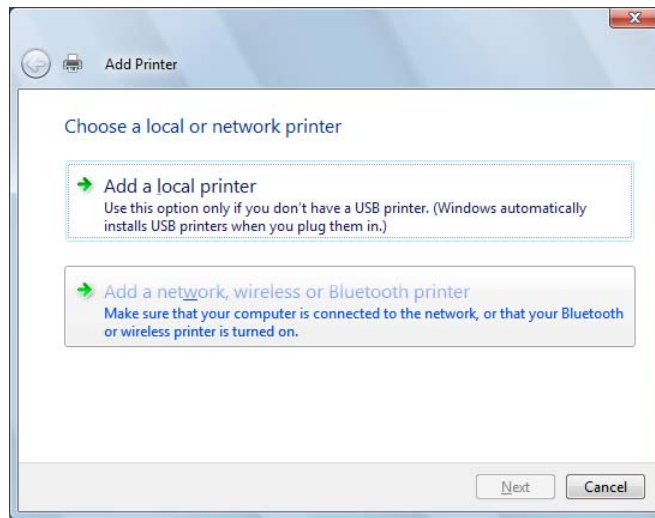 Add Printer
Choose a local or network printer
Add a local printer
Use this option only if you don't have a USB printer. (Windows automatically
installs USB printers when you plug them in.)
Add a network, wireless or Bluetooth printer
Make sure that your computer is connected to the network, or that your Bluetooth
or wireless printer is turned on.
Next
Cancel